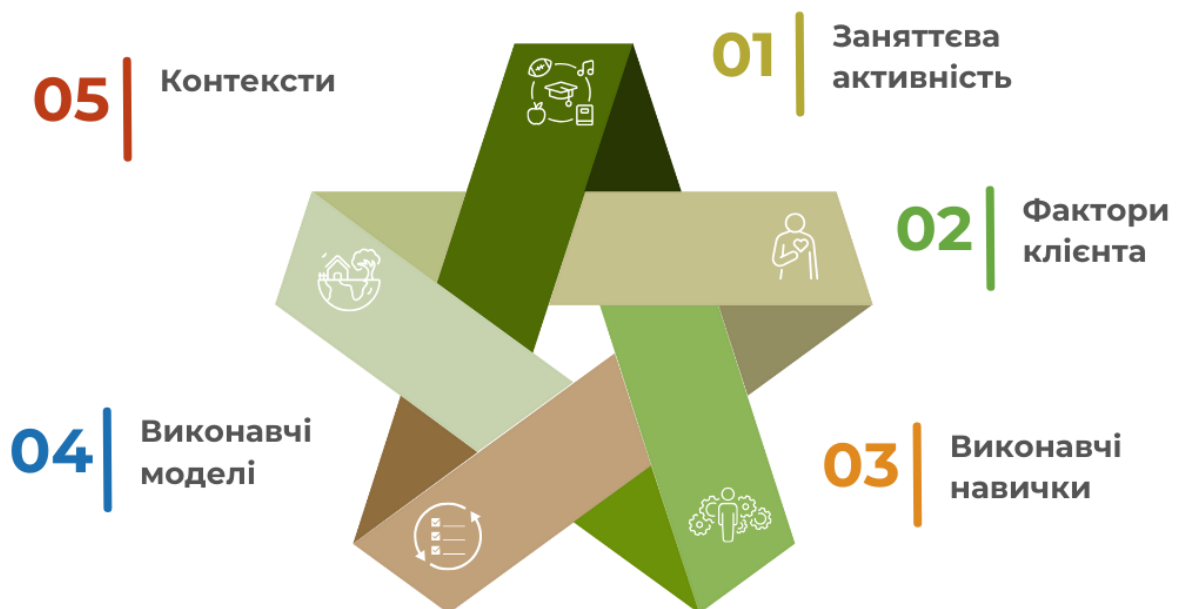 01
Заняттєва
активність
02
Фактори
клієнта
03
Виконавчі
навички
04
Виконавчі
моделі
05
Контексти